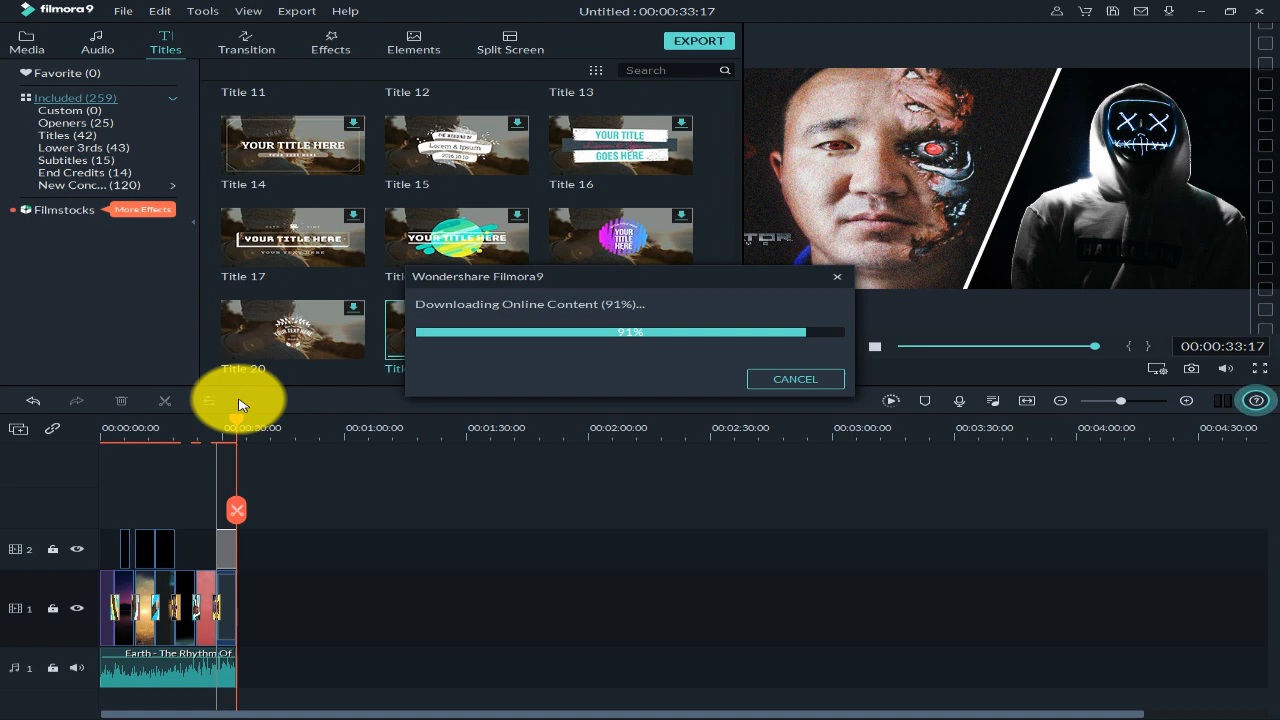 filmora9 File Edit Tools View Export Help Untitled : 00:00:33:17
Media Audio Titles Transition Effects Elements Split Screen EXPORT
Favorite (0)
Included (259)
Custom (0)
Openers (25)
Titles (42)
Lower 3rds (43)
Subtitles (15)
End Credits (14)
New Conc... (120)
Filmstocks More Effects
Search
Title 11 Title 12 Title 13
YOUR TITLE HERE
Lorem & Ipsum
YOUR TITLE
GOES HERE
Title 14 Title 15 Title 16
YOUR TITLE HERE
YOUR TITLE HERE
YOUR
TITLE
HERE
Title 17
Title 20
Wondershare Filmora9
Downloading Online Content (91%)...
91%
CANCEL
{ } 00:00:33:17
00:00:00:00 00:00:30:00 00:01:00:00 00:01:30:00 00:02:00:00 00:02:30:00 00:03:00:00 00:03:30:00 00:04:00:00 00:04:30:00
2
1
Earth - The Rhythm Of
1